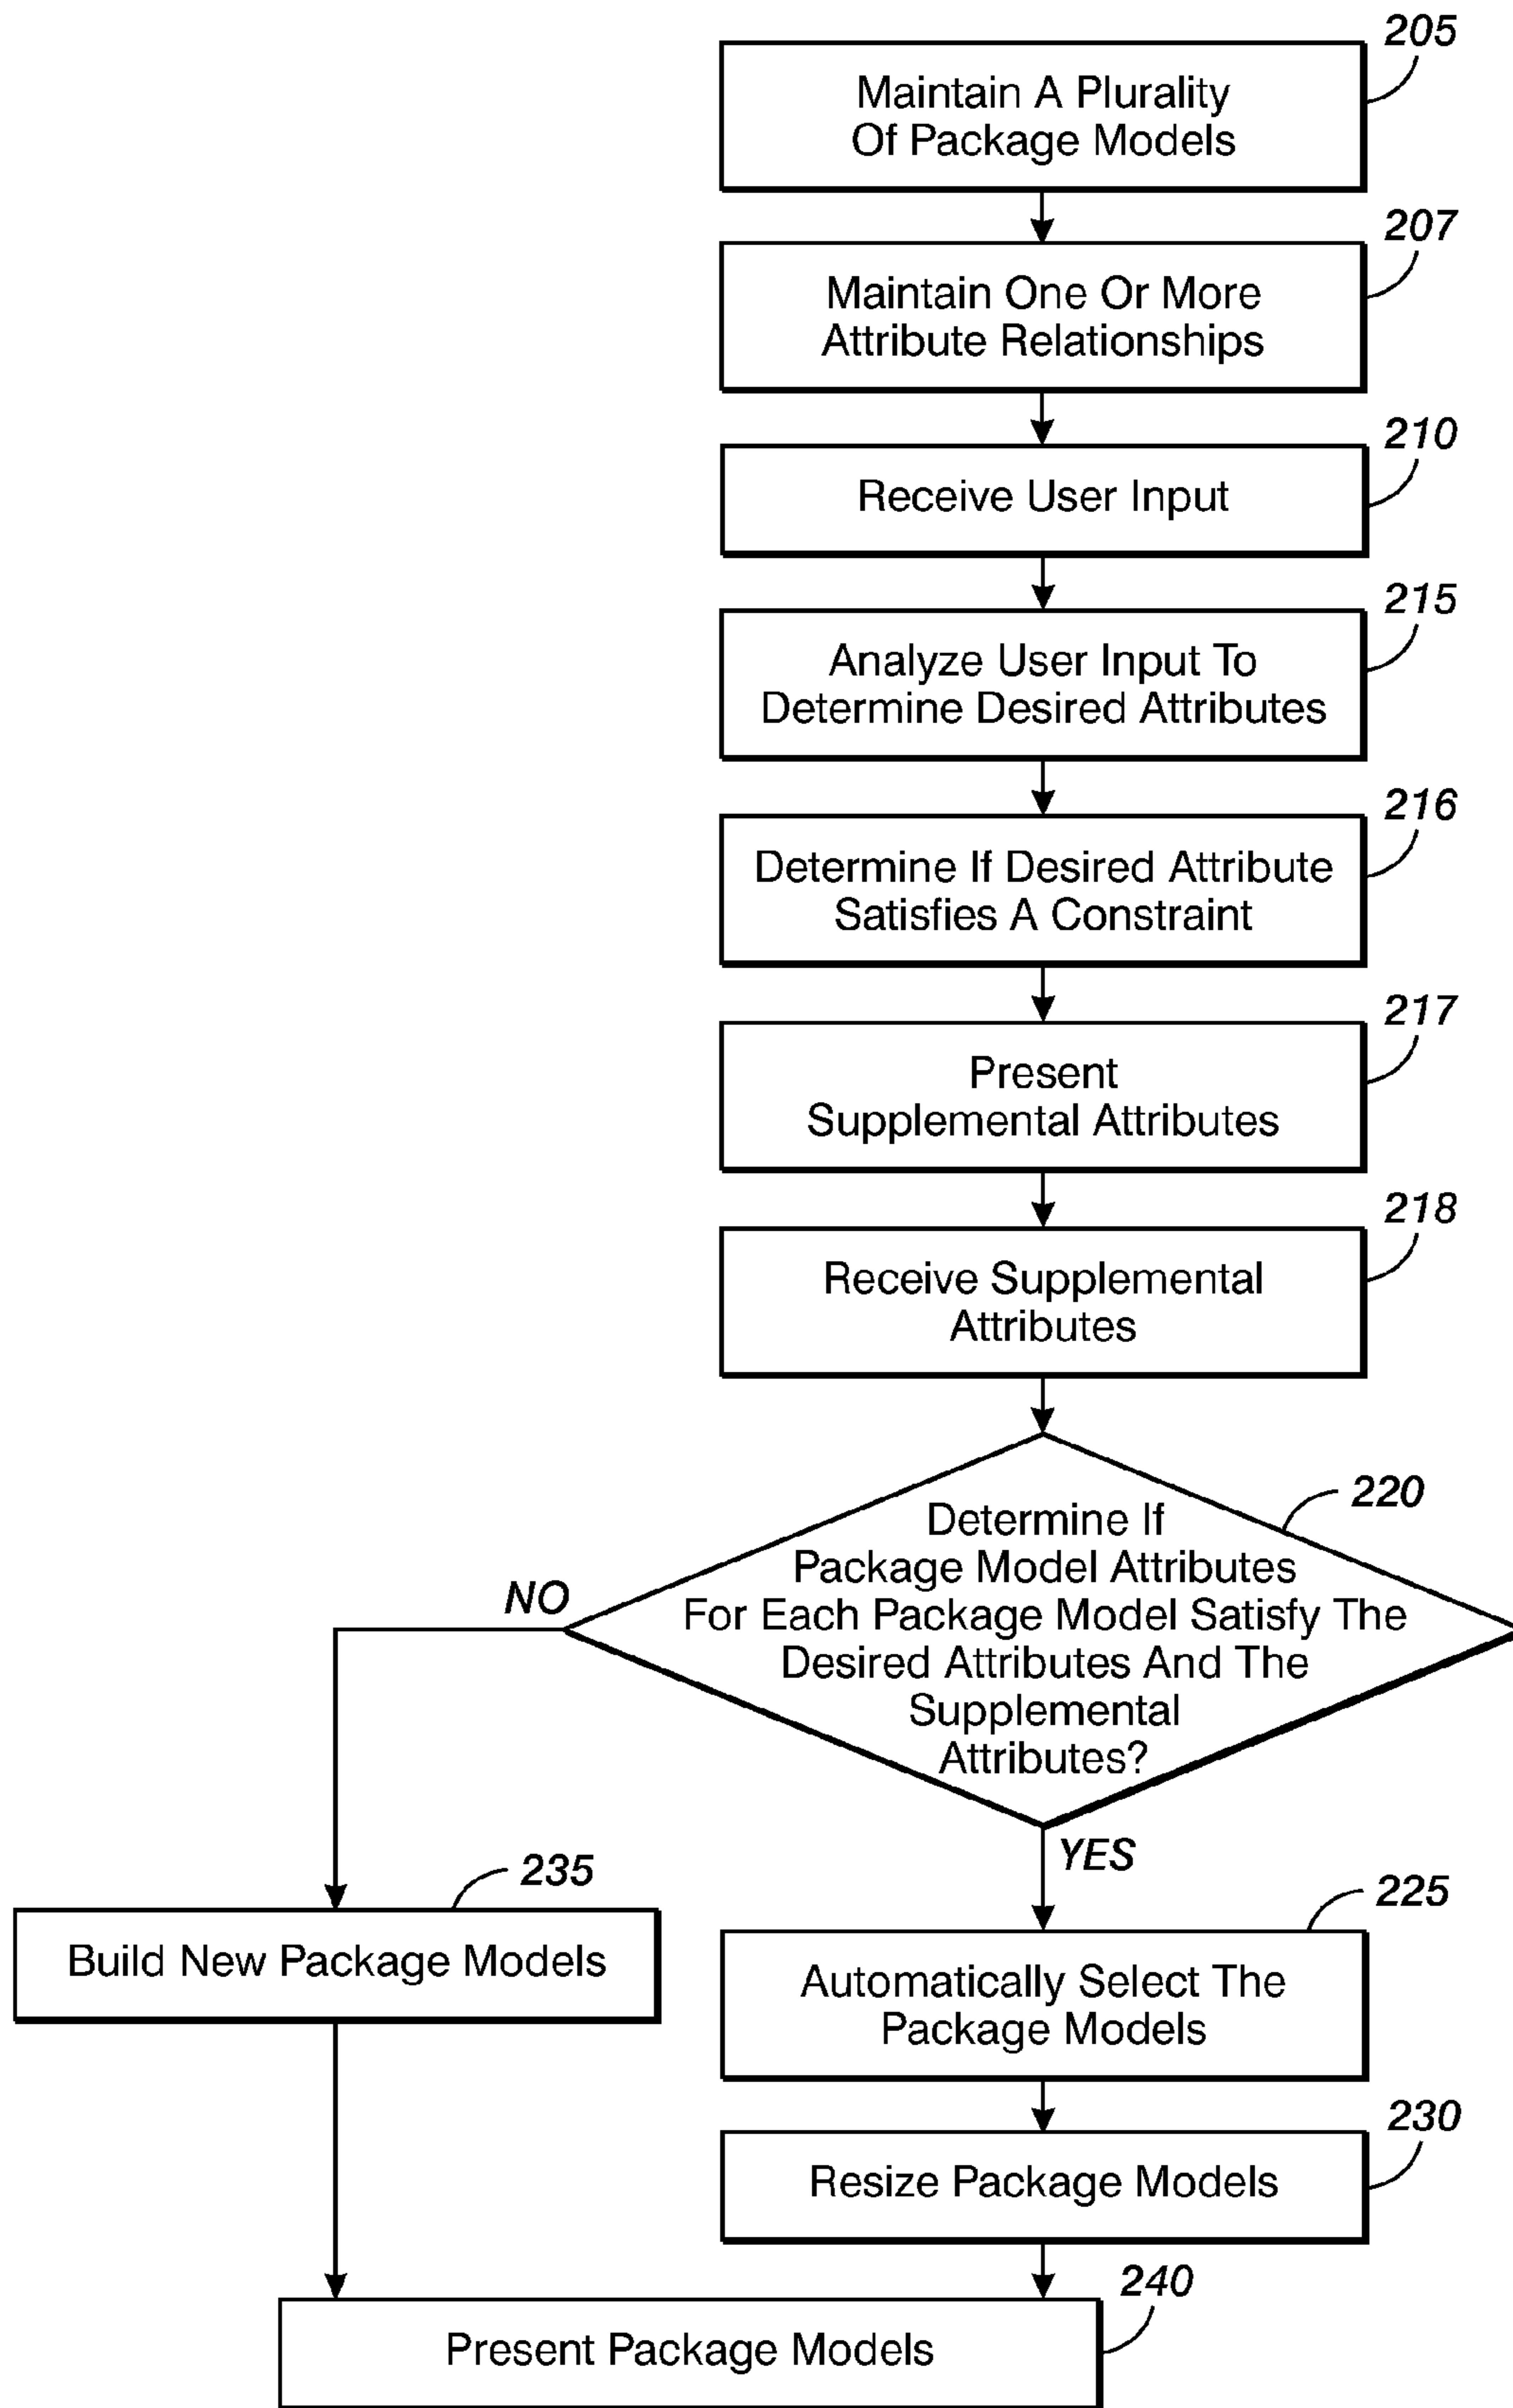 205
Maintain A Plurality
Of Package Models
207
Maintain One Or More
Attribute Relationships
210
Receive User Input
215
Analyze User Input To
Determine Desired Attributes
216
Determine If Desired Attribute
Satisfies A Constraint
217
Present
Supplemental Attributes
218
Receive Supplemental
Attributes
220
Determine If
Package Model Attributes
For Each Package Model Satisfy The
Desired Attributes And The
Supplemental
Attributes?
NO
YES
235
Build New Package Models
225
Automatically Select The
Package Models
230
Resize Package Models
240
Present Package Models